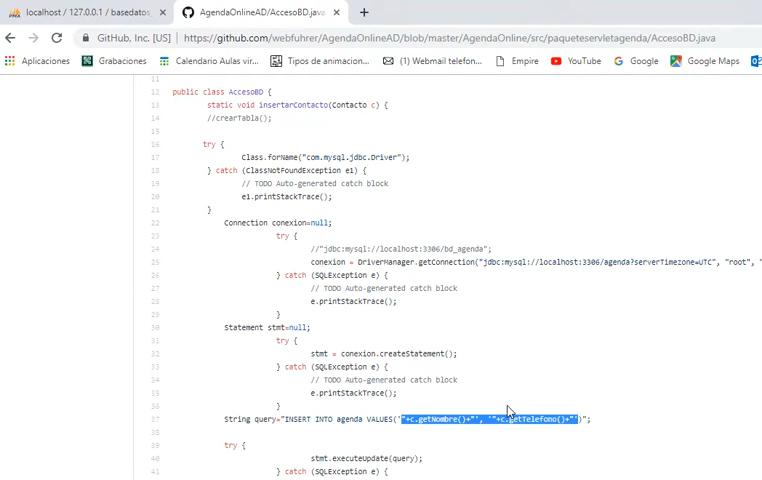 localhost / 127.0.0.1 / basedatos
AgendaOnlineAD/AccesoBD.java
GitHub, Inc. [US]
https://github.com/webfuhrer/AgendaOnlineAD/blob/master/AgendaOnline/src/paqueteservletagenda/AccesoBD.java
Aplicaciones
Grabaciones
Calendario Aulas vir...
Tipos de animacion...
(1) Webmail telefon...
Empire
YouTube
Google
Google Maps
11
12 public class AccesoBD {
13 static void insertarContacto(Contacto c) {
14 //crearTabla();
15
16 try {
17 Class.forName("com.mysql.jdbc.Driver");
18 } catch (ClassNotFoundException e1) {
19 // TODO Auto-generated catch block
20 e1.printStackTrace();
21 }
22 Connection conexion=null;
23 try {
24 //"jdbc:mysql://localhost:3306/bd_agenda";
25 conexion = DriverManager.getConnection("jdbc:mysql://localhost:3306/agenda?serverTimezone=UTC", "root", "
26 } catch (SQLException e) {
27 // TODO Auto-generated catch block
28 e.printStackTrace();
29 }
30 Statement stmt=null;
31 try {
32 stmt = conexion.createStatement();
33 } catch (SQLException e) {
34 // TODO Auto-generated catch block
35 e.printStackTrace();
36 }
37 String query="INSERT INTO agenda VALUES('"+c.getNombre()+"', '"+c.getTelefono()+"')";
38
39 try {
40 stmt.executeUpdate(query);
41 } catch (SQLException e) {